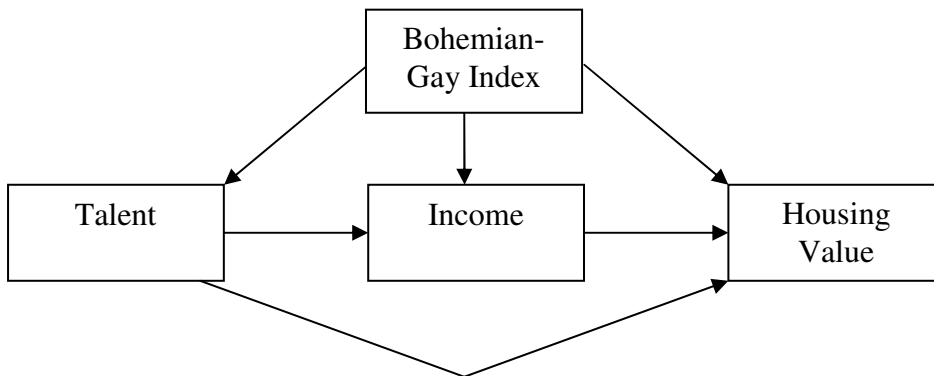 Bohemian-
Gay Index
Talent
Income
Housing
Value